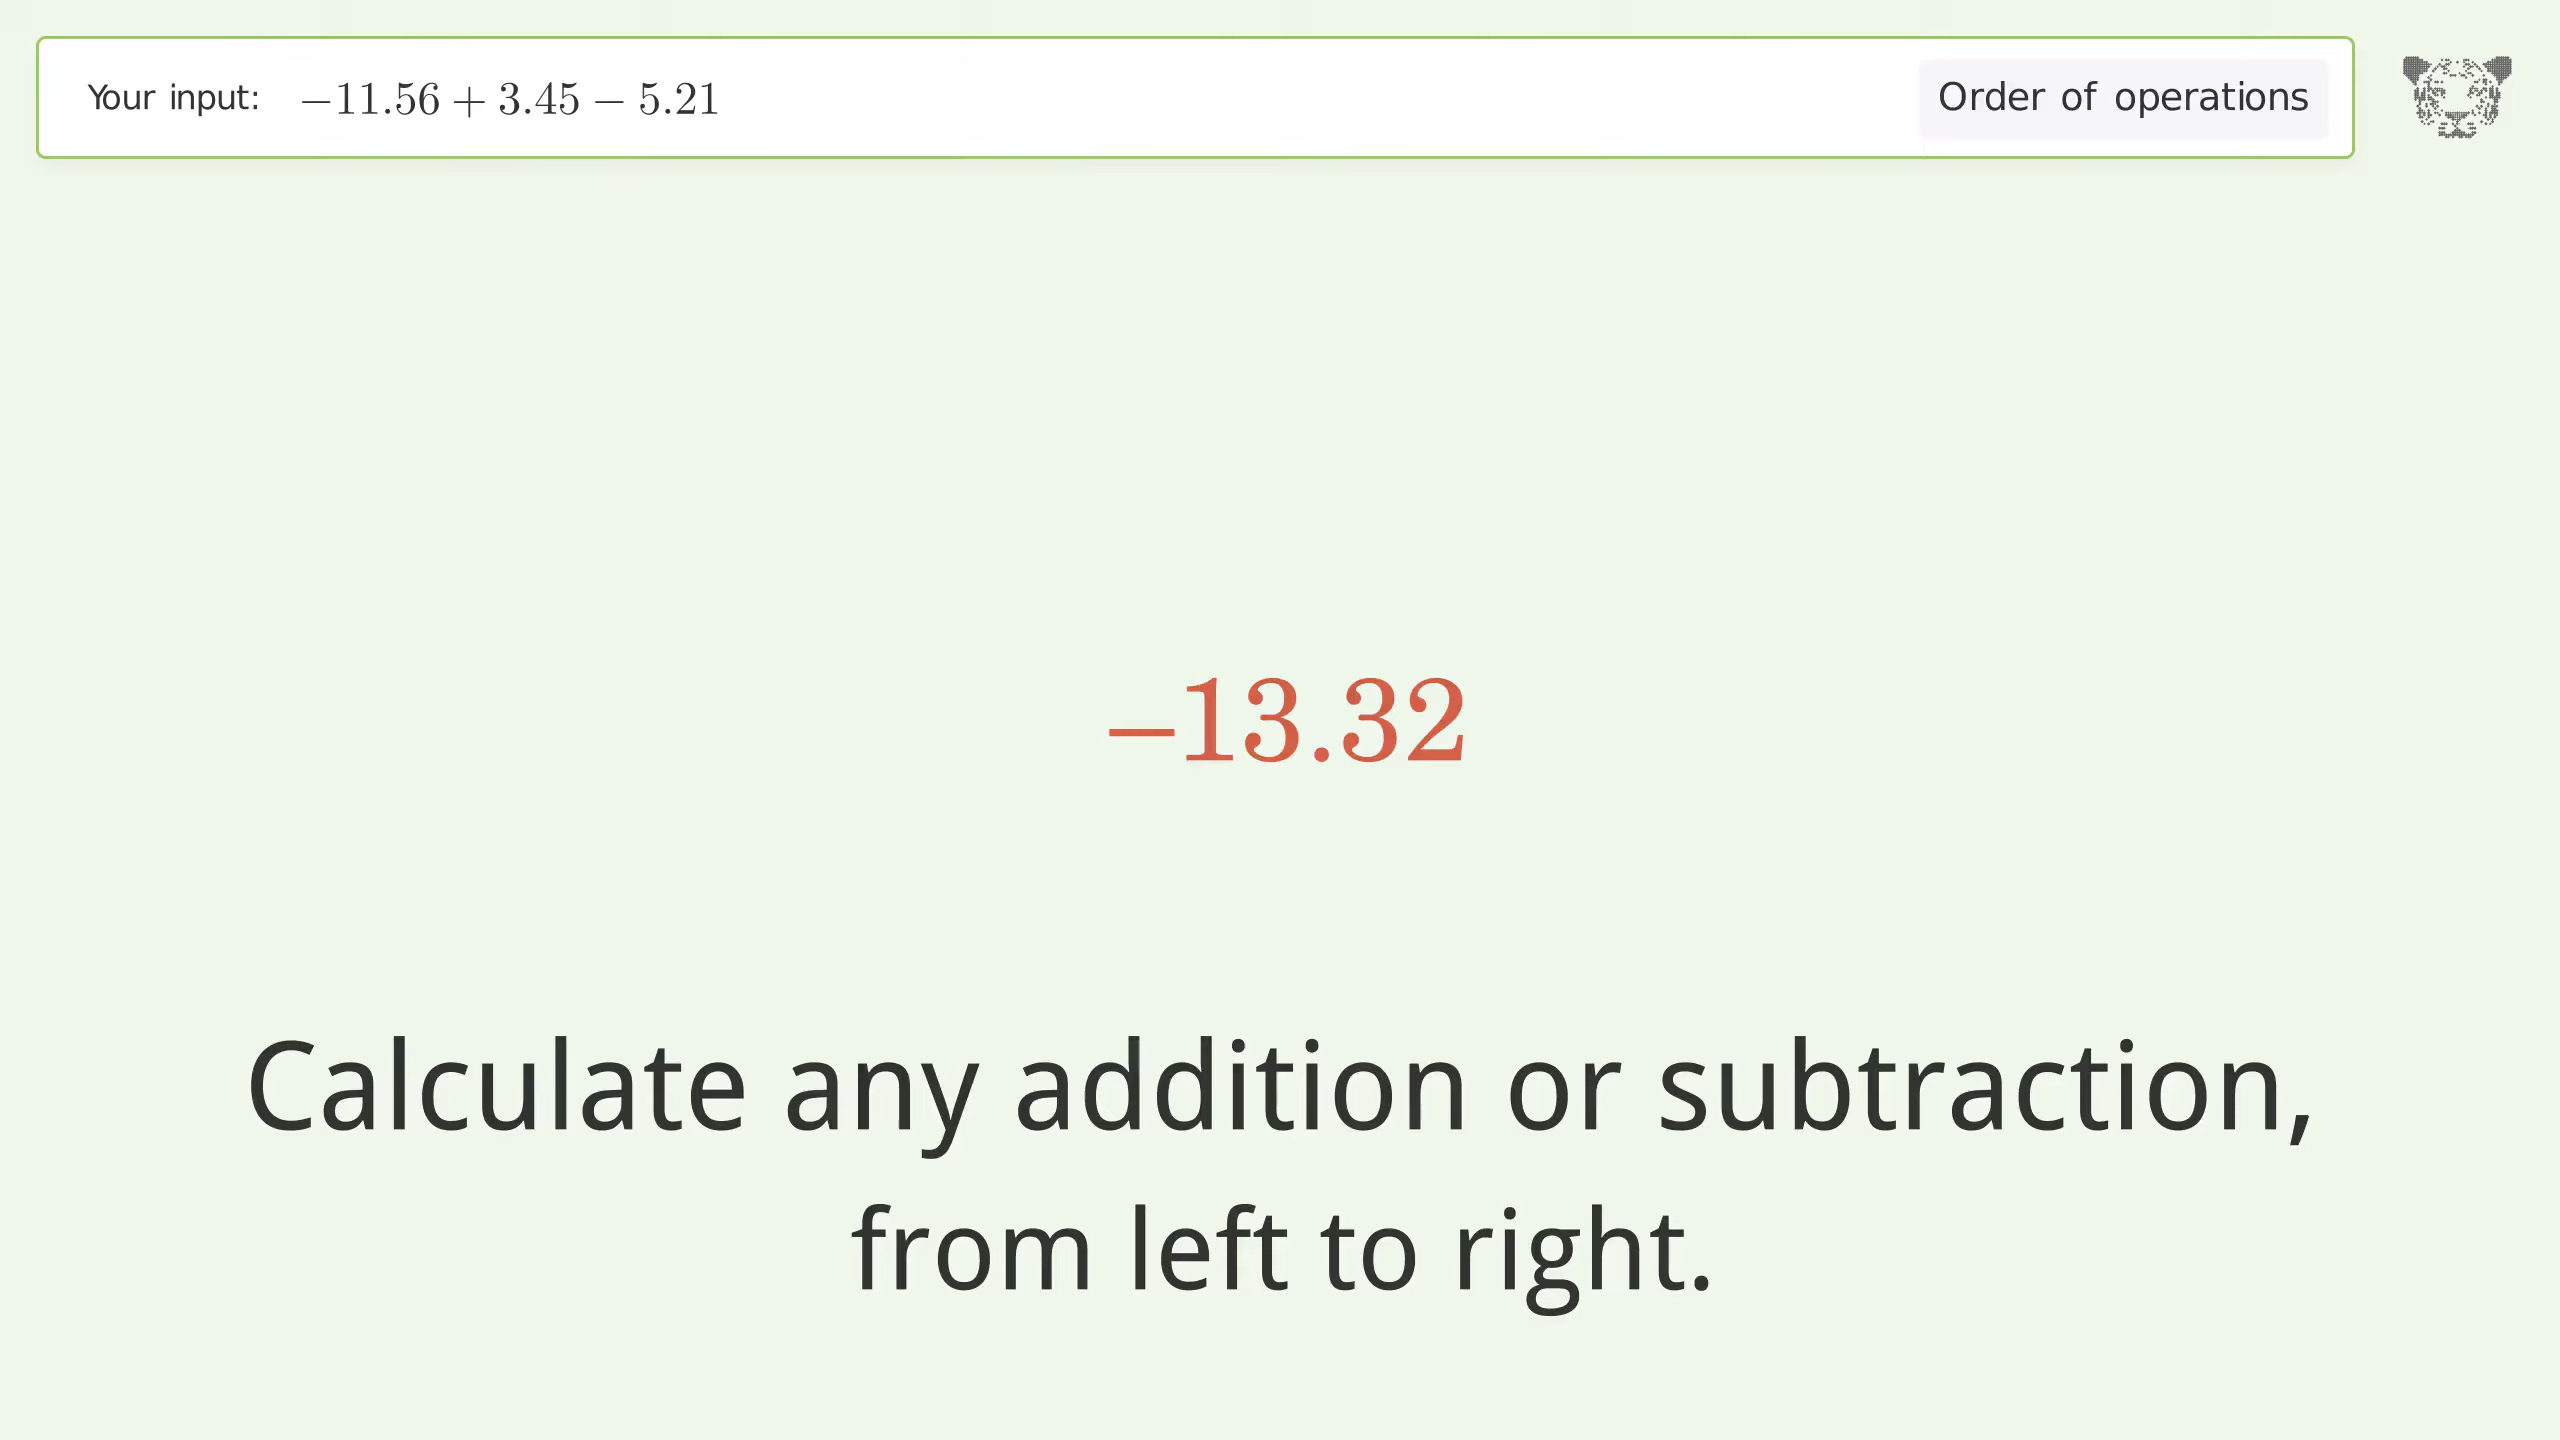 Your input: −11.56 + 3.45 − 5.21
Order of operations
−13.32
Calculate any addition or subtraction,
from left to right.